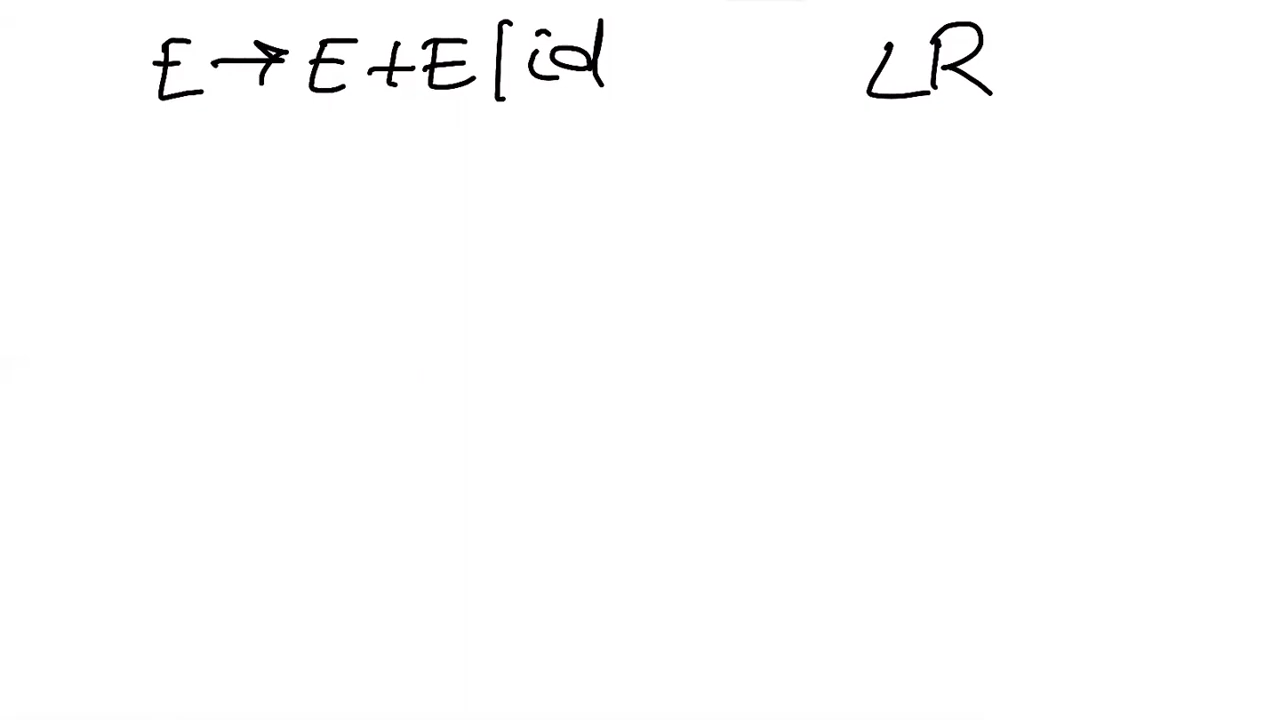 E → E + E | id LR